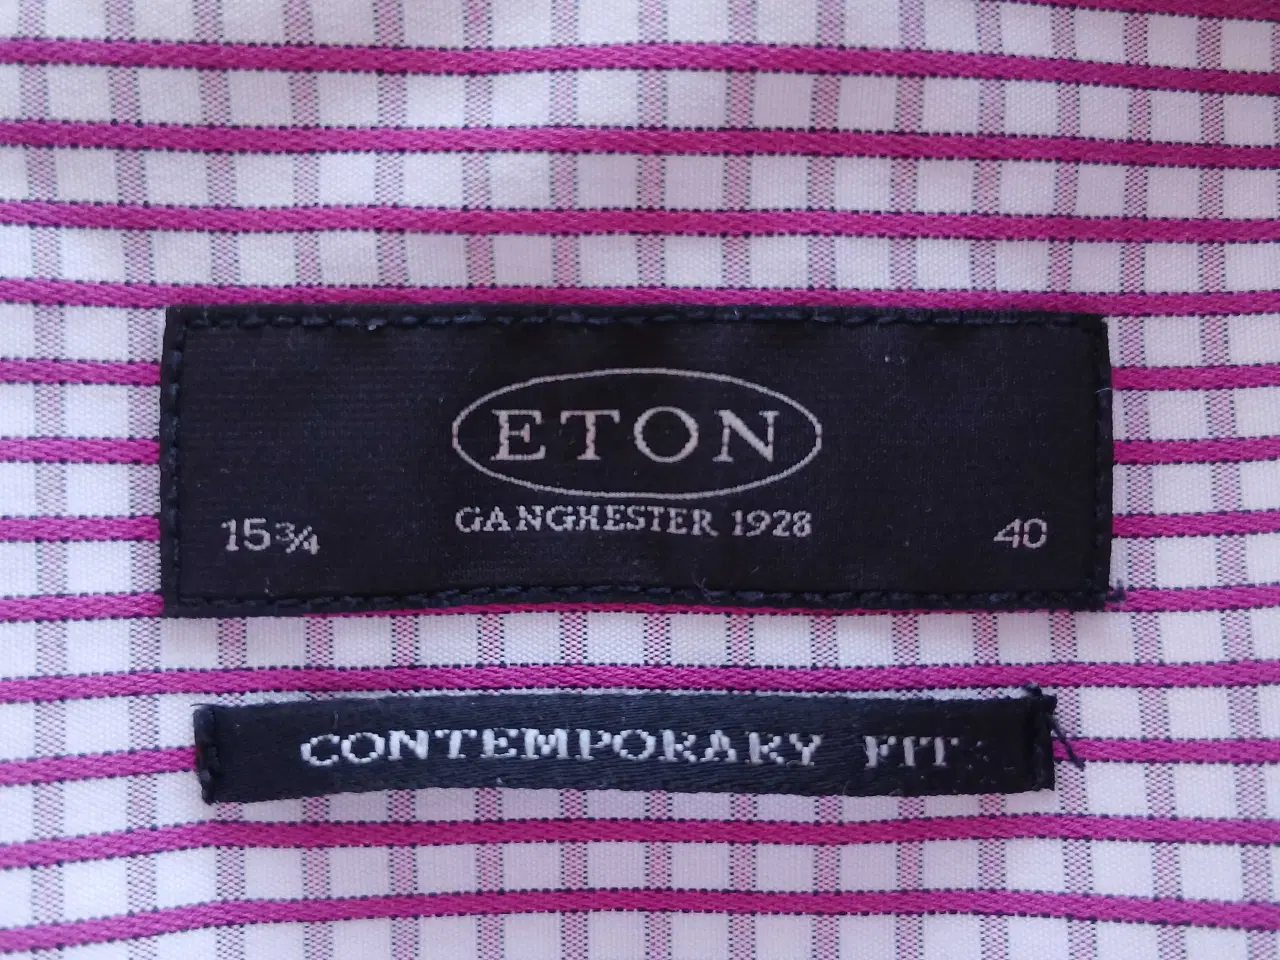 ETON
GANGHESTER 1928
15¾ 40
CONTEMPORARY FIT